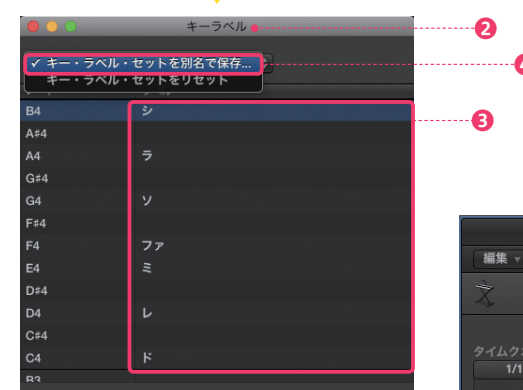 キーラベル
2
✓ キー・ラベル・セットを別名で保存...
キー・ラベル・セットをリセット
3
B4 シ
A#4
A4 ラ
G#4
G4 ソ
F#4
F4 ファ
E4 ミ
D#4
D4 レ
C#4
C4 ド
B3
編集
1/1